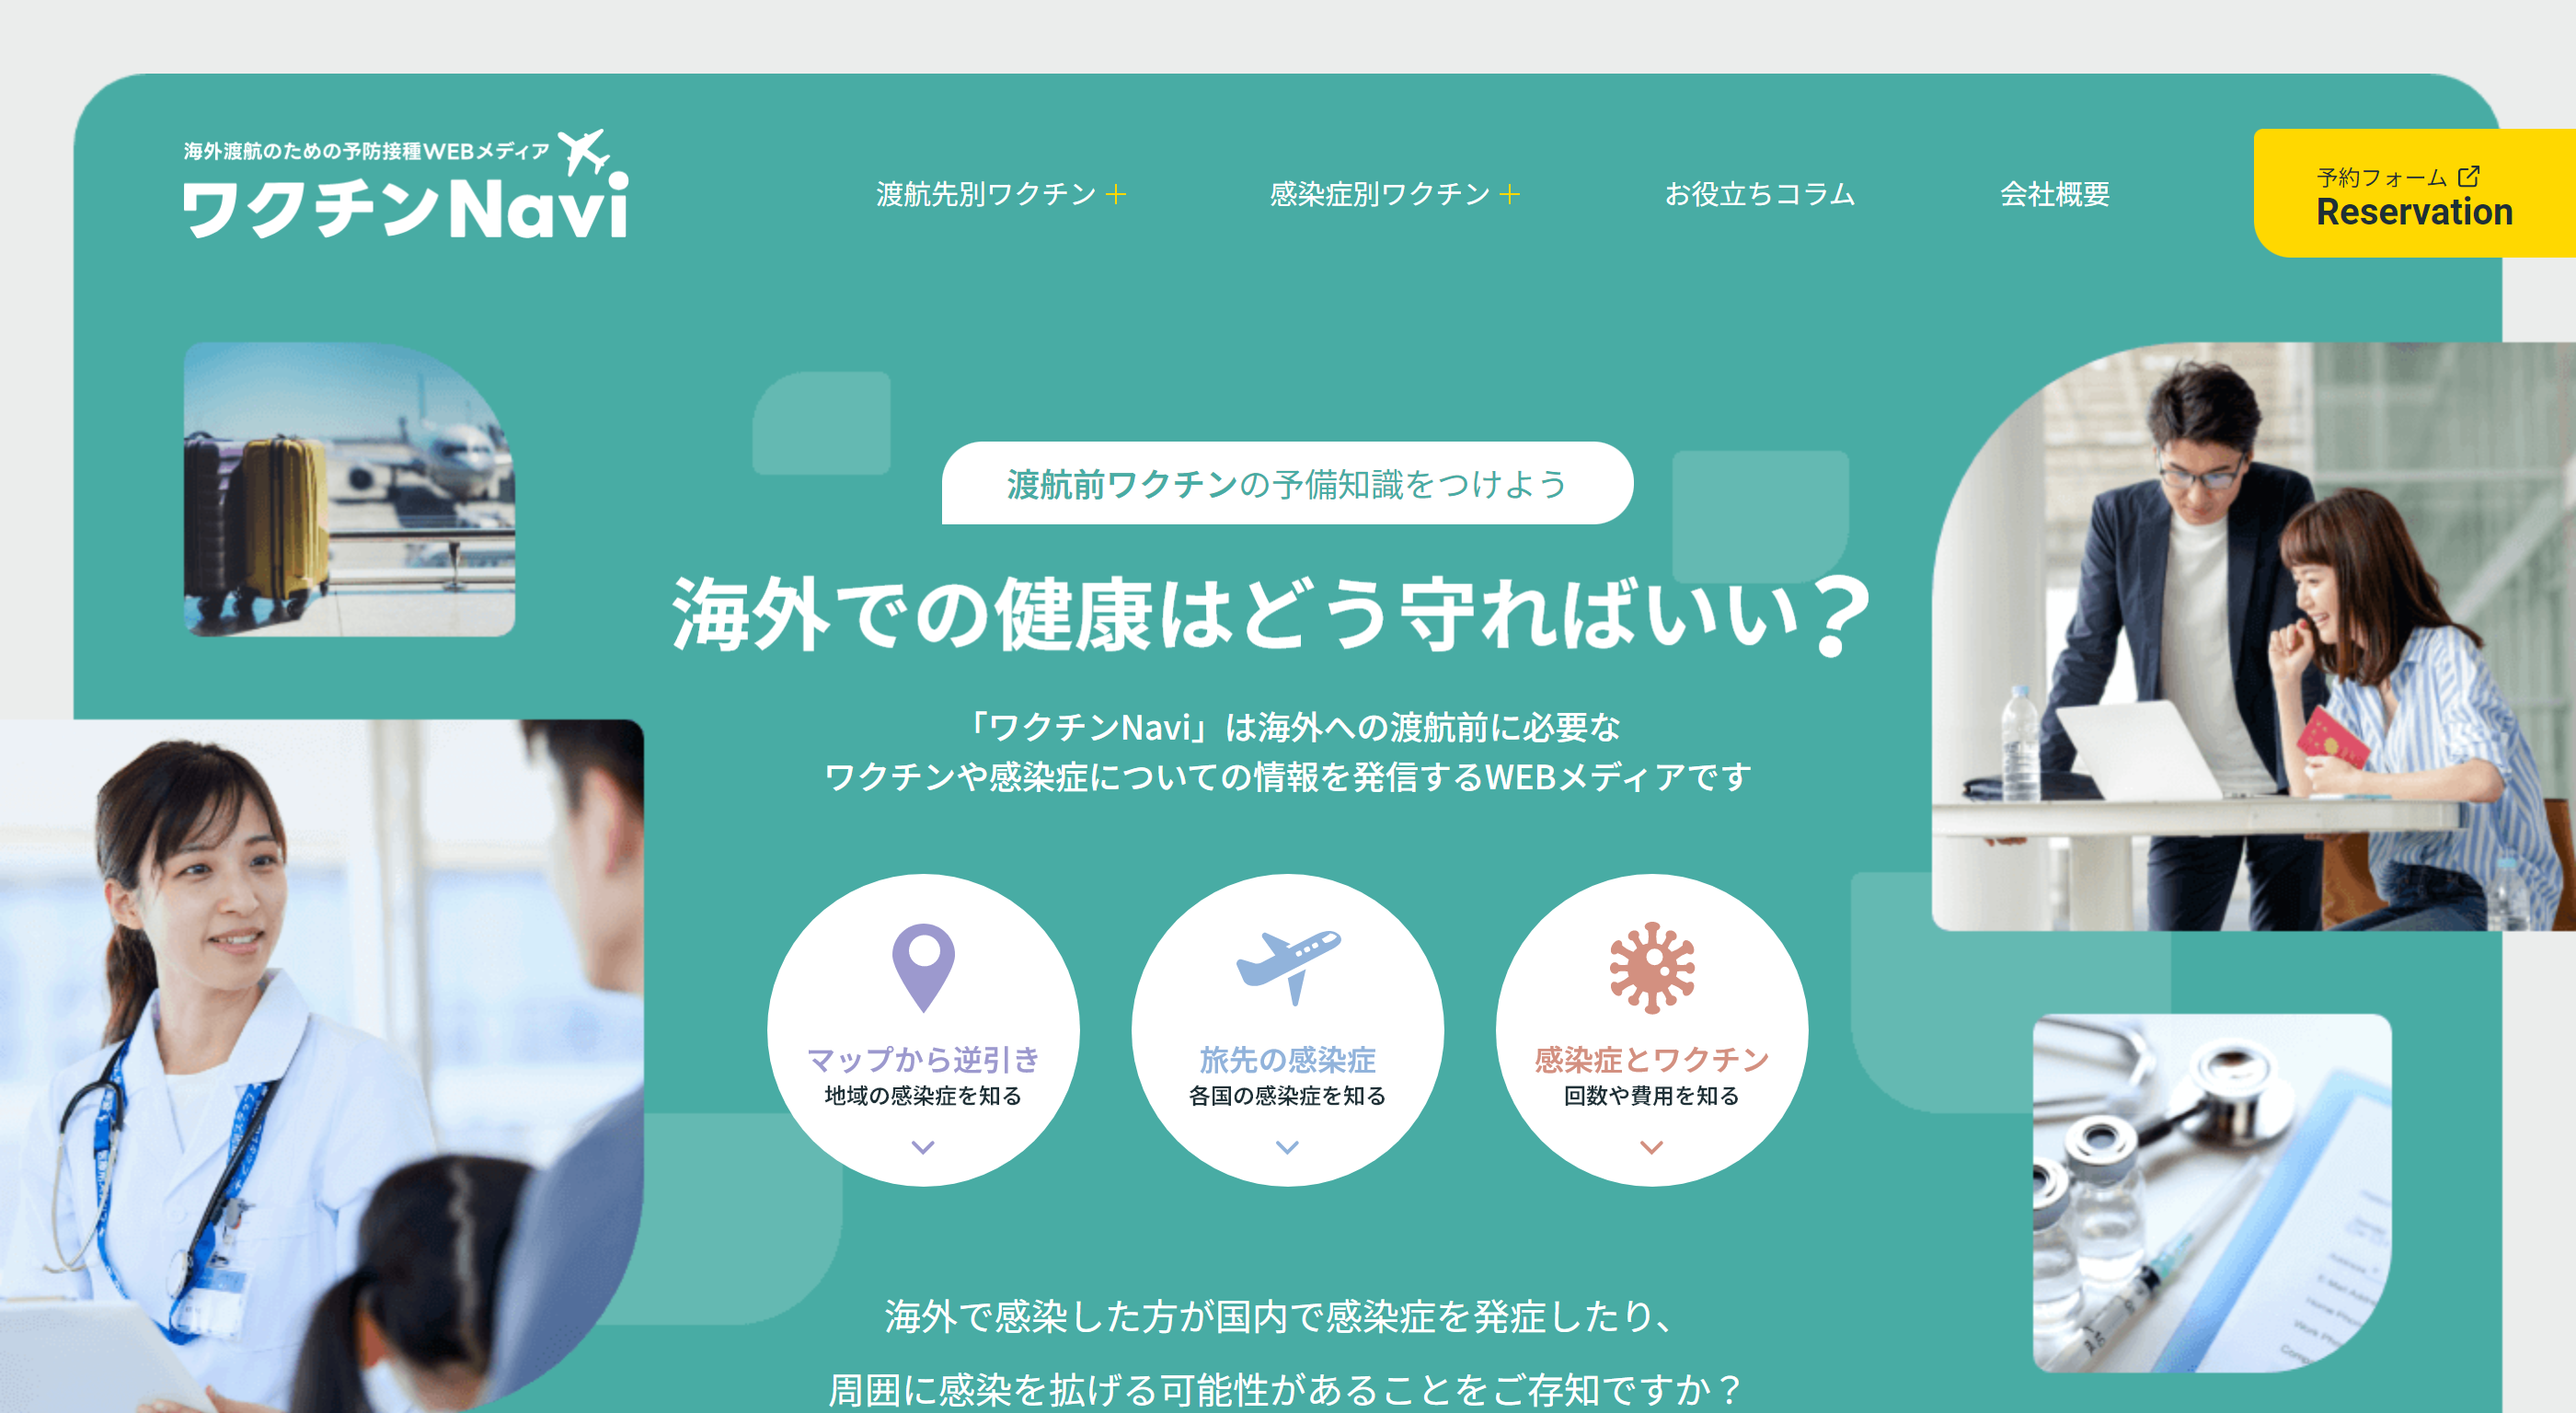 海外渡航のための予防接種WEBメディア
ワクチンNavi
渡航先別ワクチン
感染症別ワクチン
お役立ちコラム
会社概要
予約フォーム
Reservation
渡航前ワクチンの予備知識をつけよう
海外での健康はどう守ればいい？
「ワクチンNavi」は海外への渡航前に必要な
ワクチンや感染症についての情報を発信するWEBメディアです
マップから逆引き
地域の感染症を知る
旅先の感染症
各国の感染症を知る
感染症とワクチン
回数や費用を知る
海外で感染した方が国内で感染症を発症したり、
周囲に感染を拡げる可能性があることをご存知ですか？